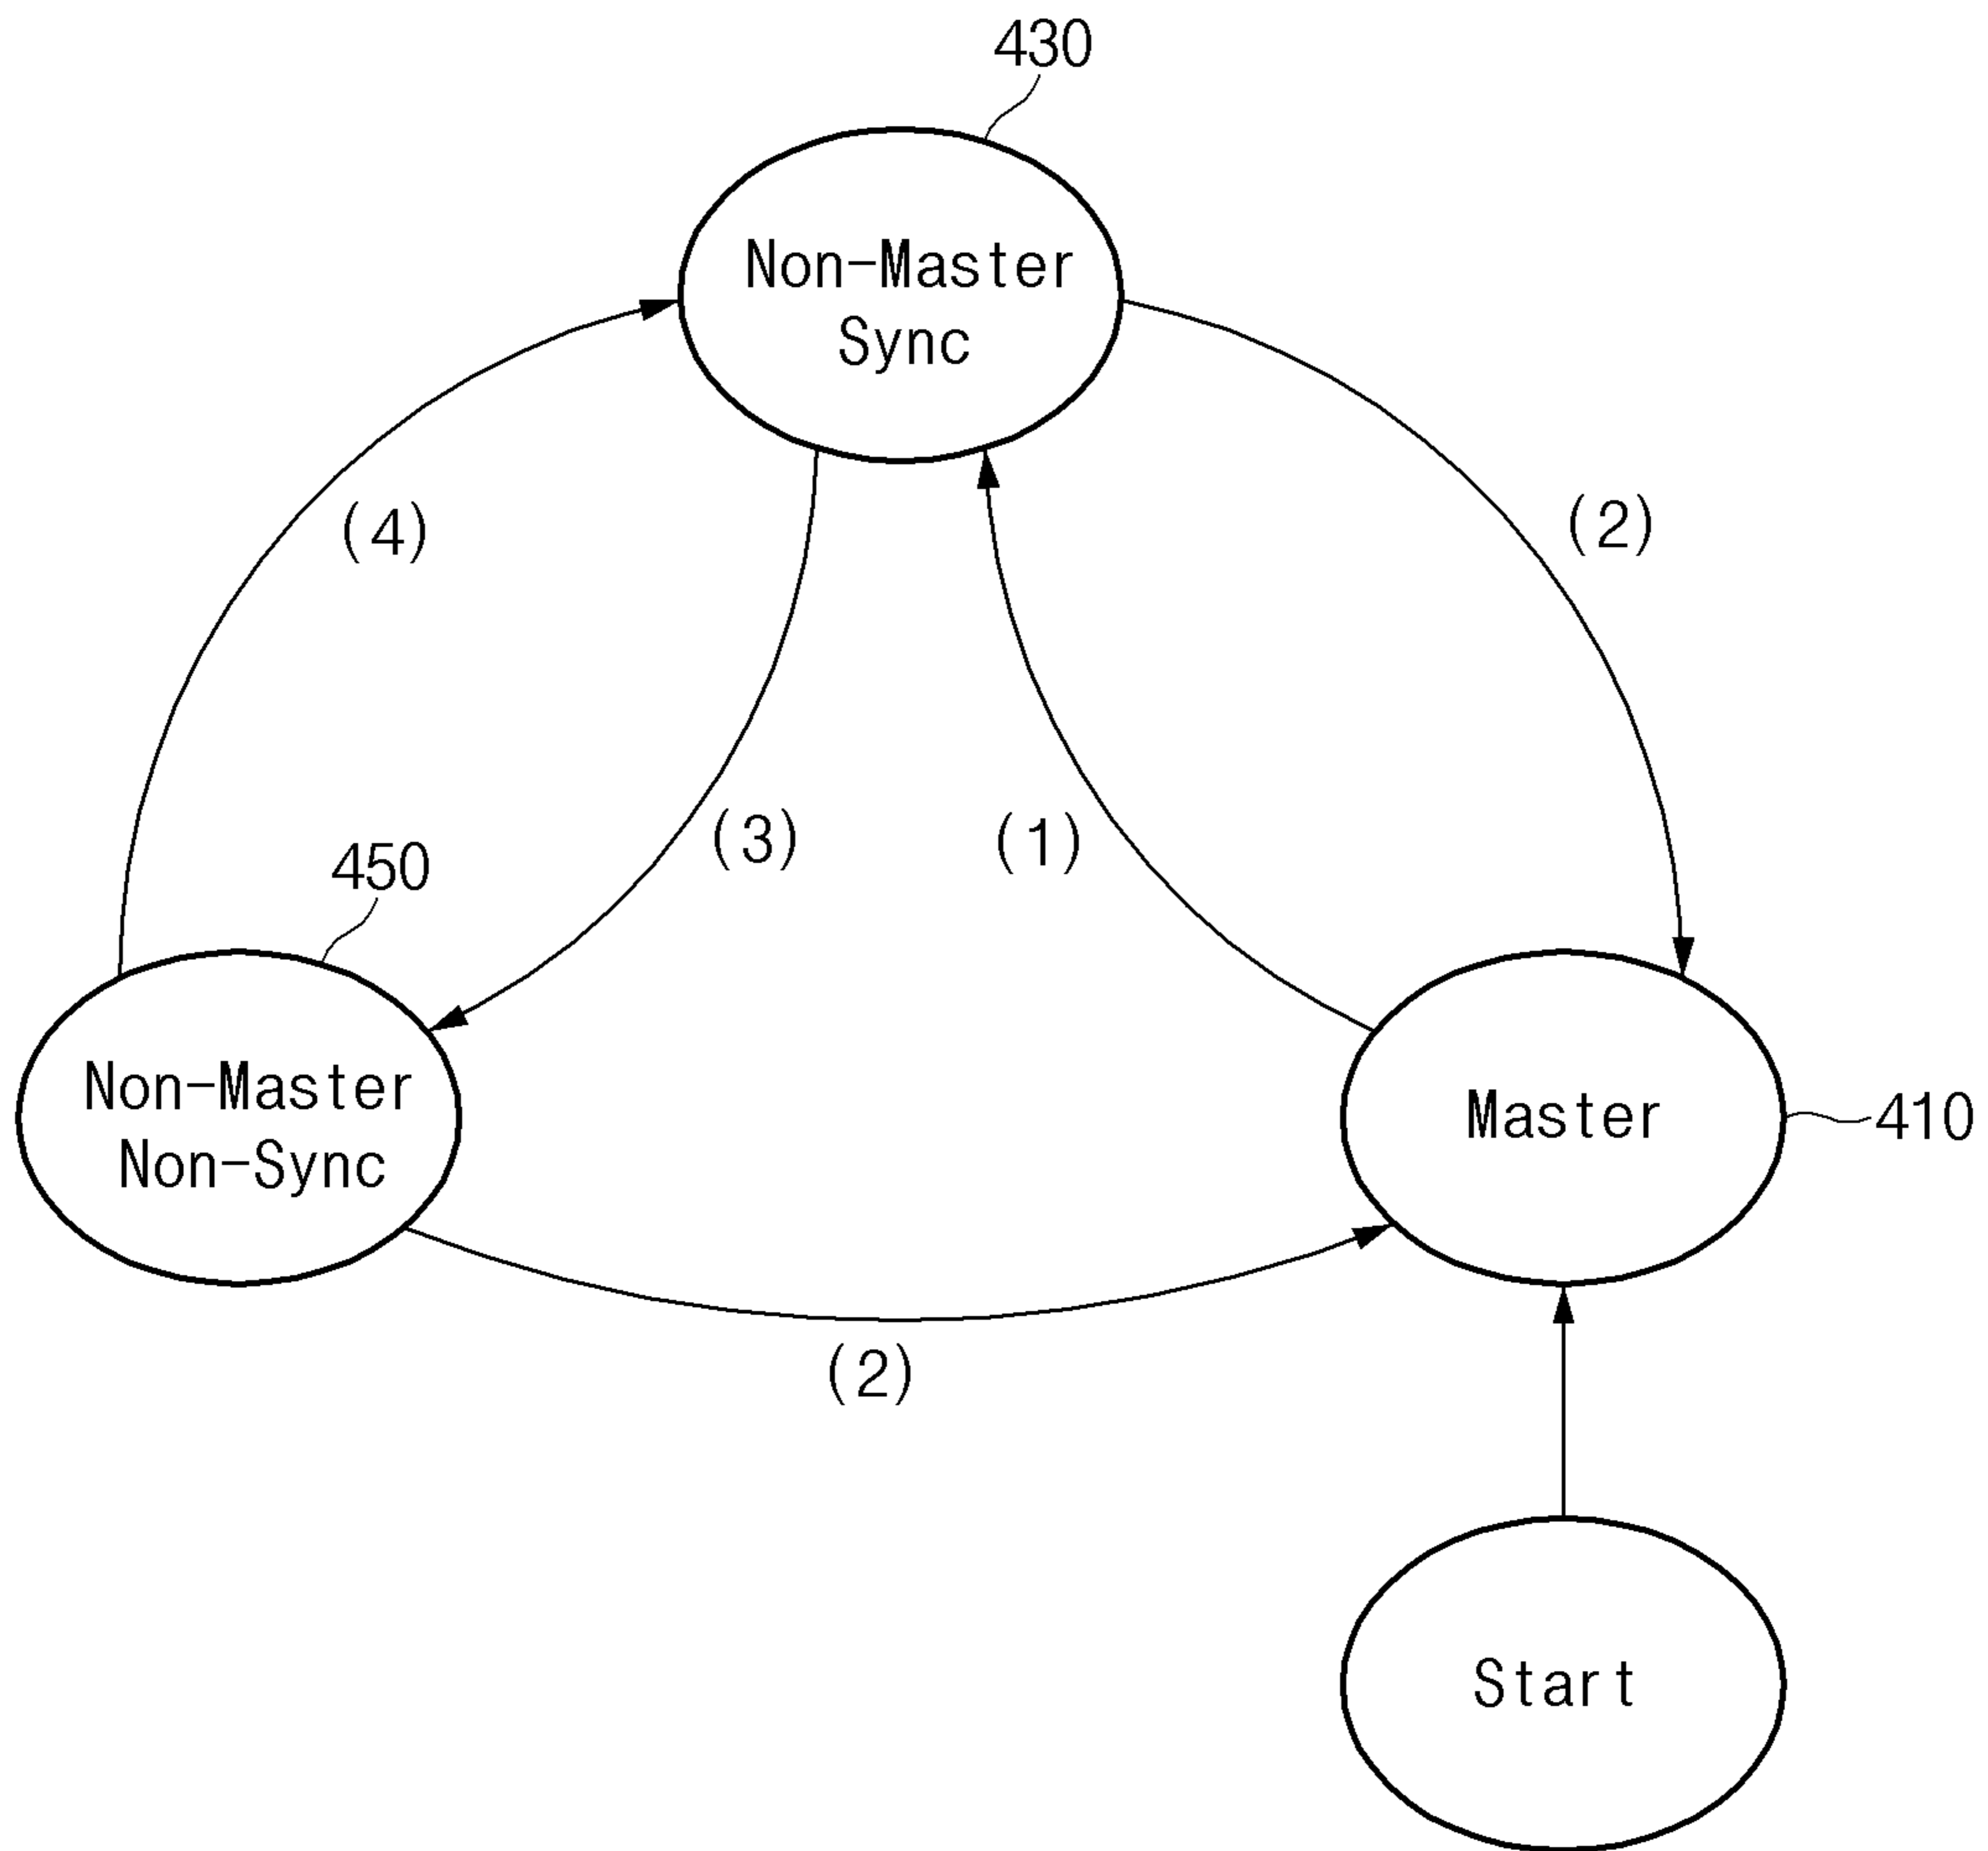 430
Non-Master
Sync
(4)
(2)
(3)
(1)
450
Non-Master
Non-Sync
Master
410
(2)
Start